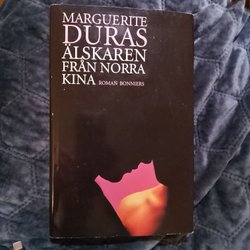 MARGUERITE
DURAS
ÄLSKAREN
FRÅN NORRA
KINA ROMAN BONNIERS